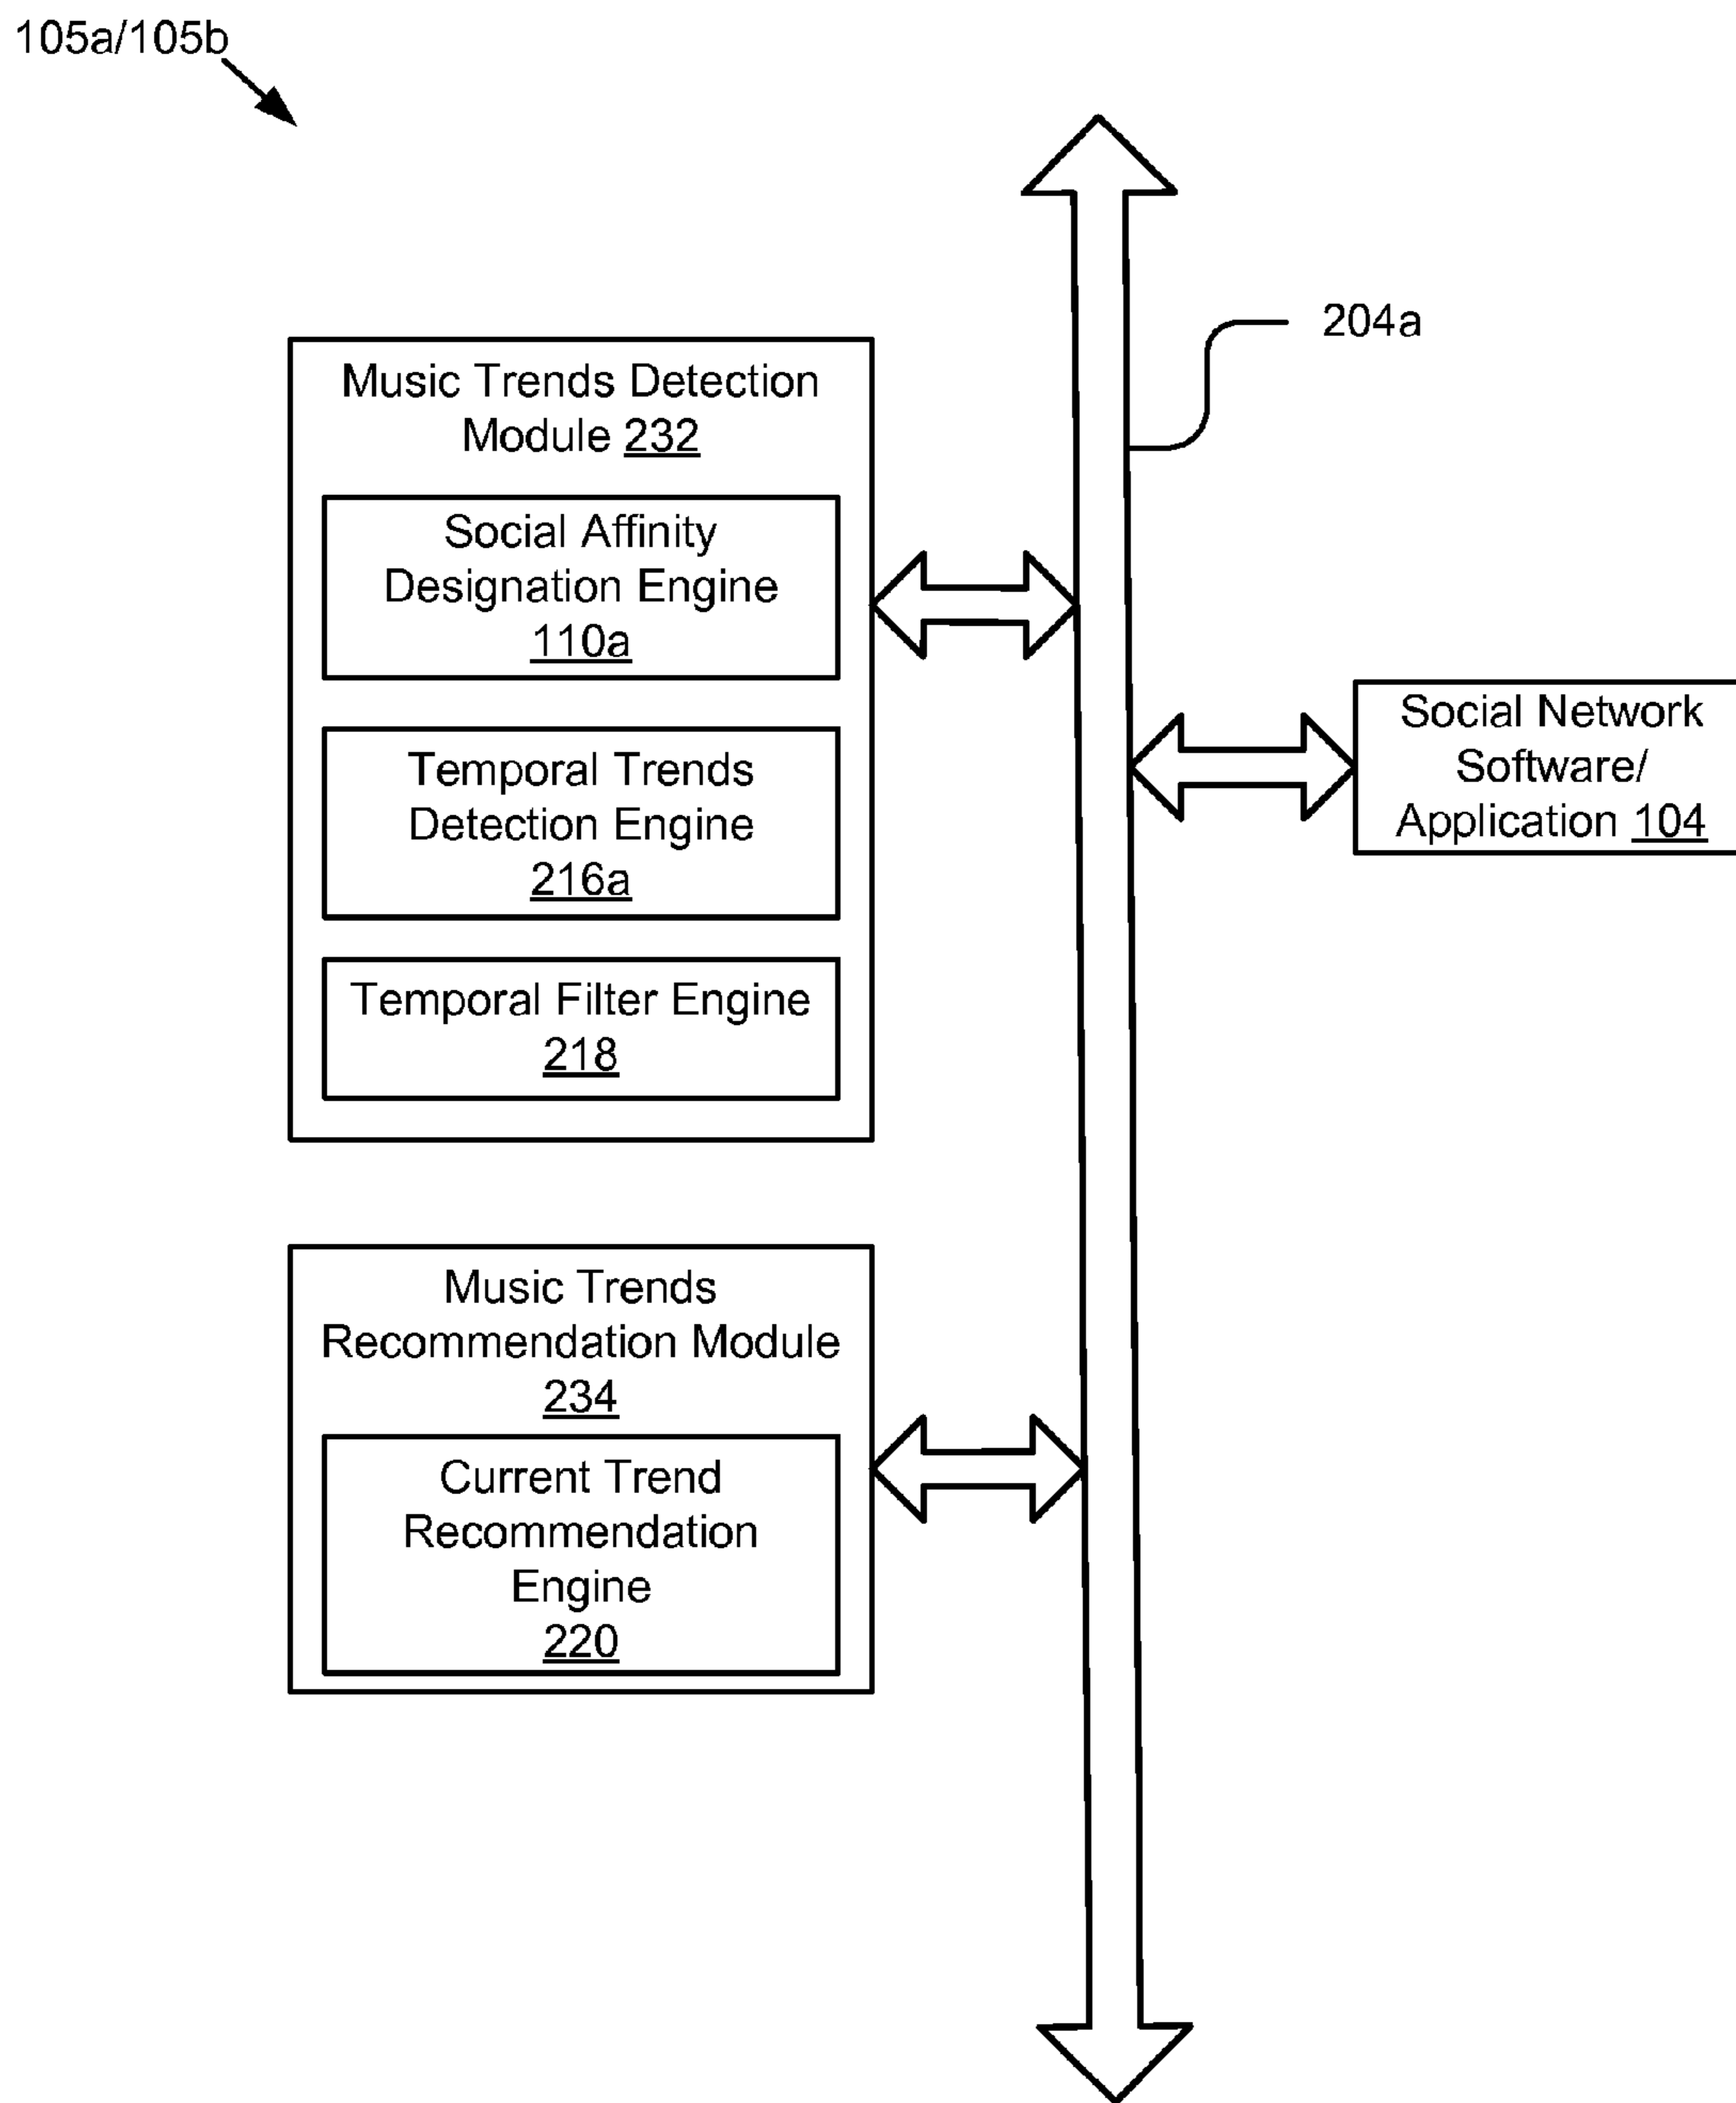 105a/105b
204a
Music Trends Detection
Module 232
Social Affinity
Designation Engine
110a
Temporal Trends
Detection Engine
216a
Temporal Filter Engine
218
Social Network
Software/
Application 104
Music Trends
Recommendation Module
234
Current Trend
Recommendation
Engine
220